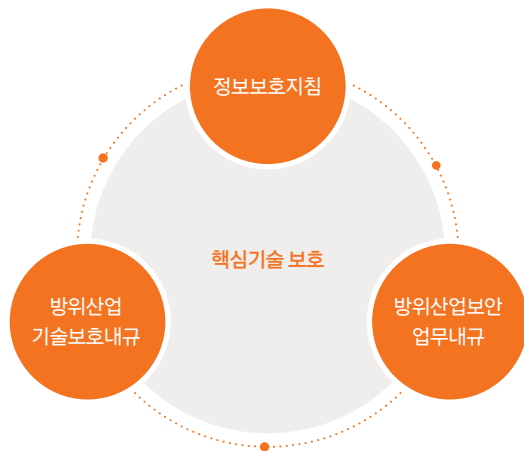 정보보호지침
핵심기술 보호
방위산업
기술보호내규
방위산업보안
업무내규